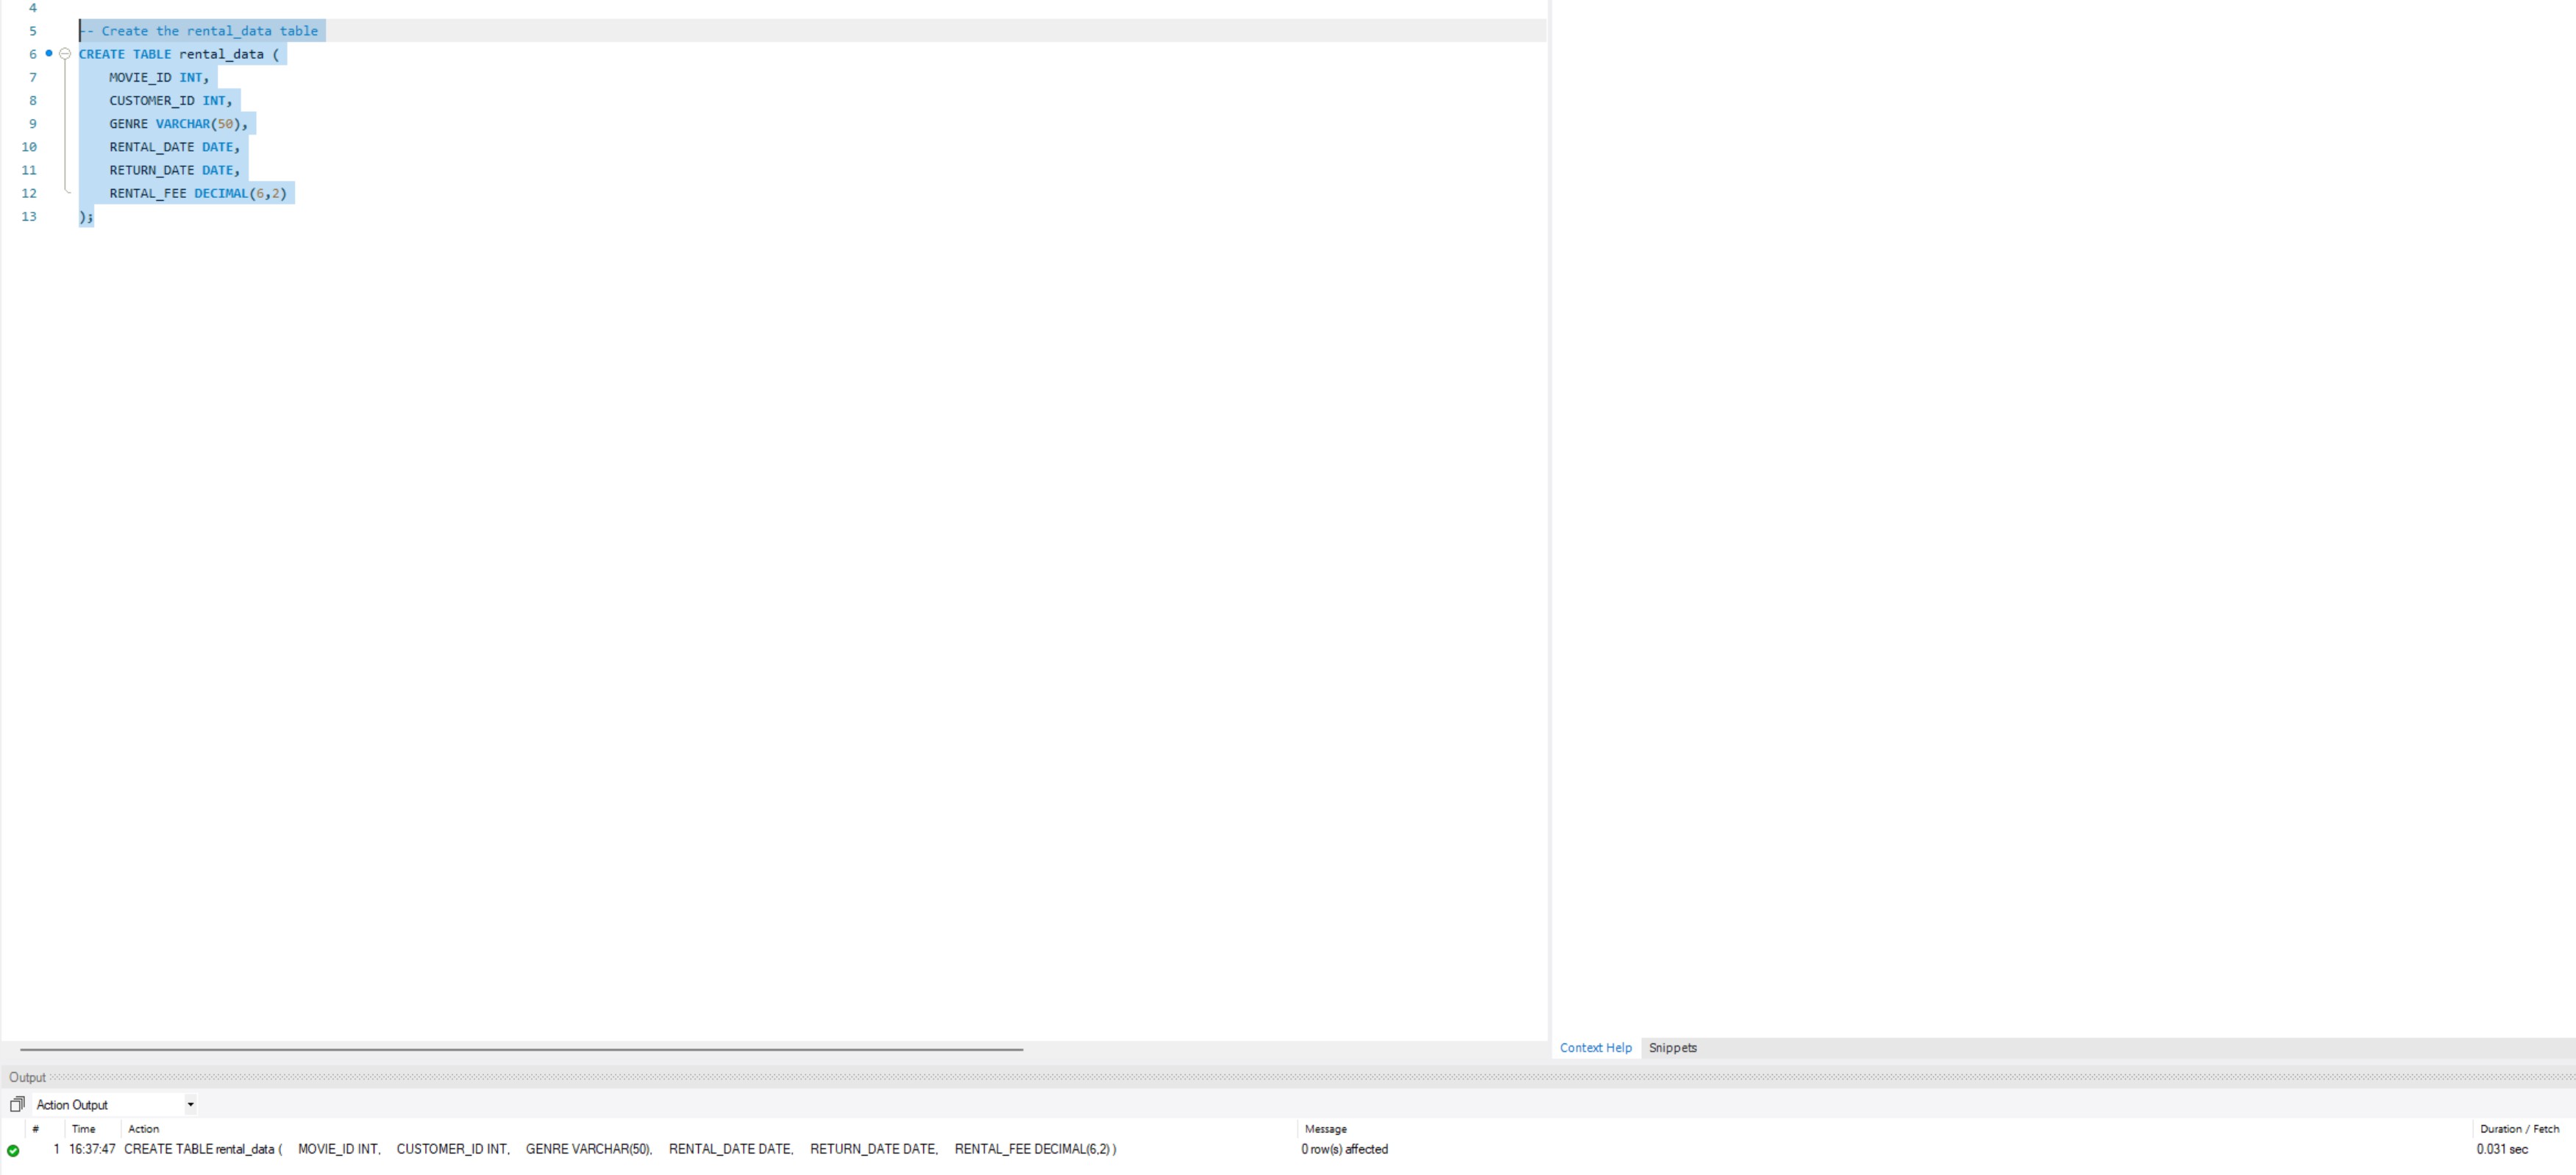 4
5 -- Create the rental_data table
6 CREATE TABLE rental_data (
7 MOVIE_ID INT,
8 CUSTOMER_ID INT,
9 GENRE VARCHAR(50),
10 RENTAL_DATE DATE,
11 RETURN_DATE DATE,
12 RENTAL_FEE DECIMAL(6,2)
13 );
Context Help Snippets
Output
Action Output
# Time Action Message Duration / Fetch
1 16:37:47 CREATE TABLE rental_data ( MOVIE_ID INT, CUSTOMER_ID INT, GENRE VARCHAR(50), RENTAL_DATE DATE, RETURN_DATE DATE, RENTAL_FEE DECIMAL(6,2) ) 0 row(s) affected 0.031 sec